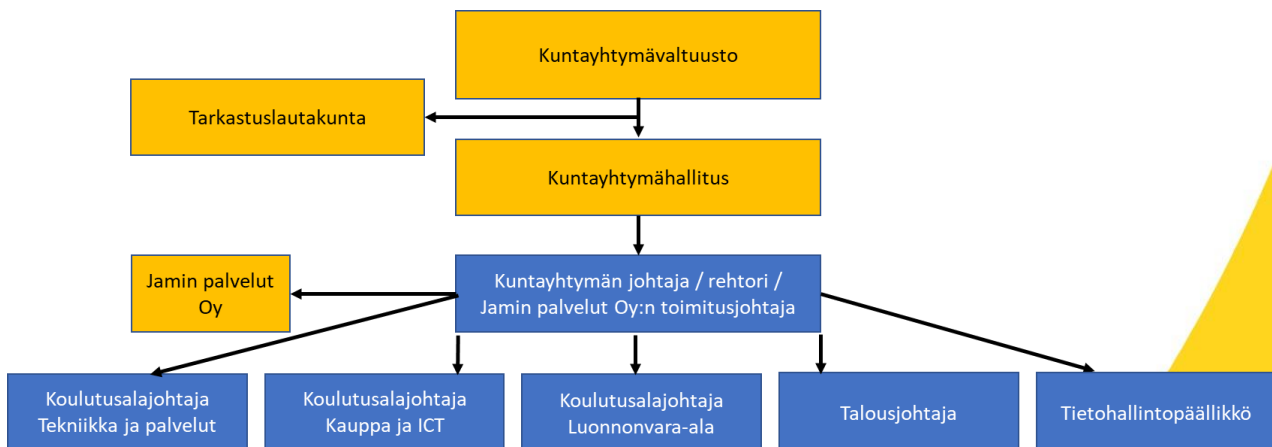 Kuntayhtymävaltuusto
Tarkastuslautakunta
Kuntayhtymähallitus
Jamin palvelut
Oy
Kuntayhtymän johtaja / rehtori /
Jamin palvelut Oy:n toimitusjohtaja
Koulutusalajohtaja
Tekniikka ja palvelut
Koulutusalajohtaja
Kauppa ja ICT
Koulutusalajohtaja
Luonnonvara-ala
Talousjohtaja
Tietohallintopäällikkö